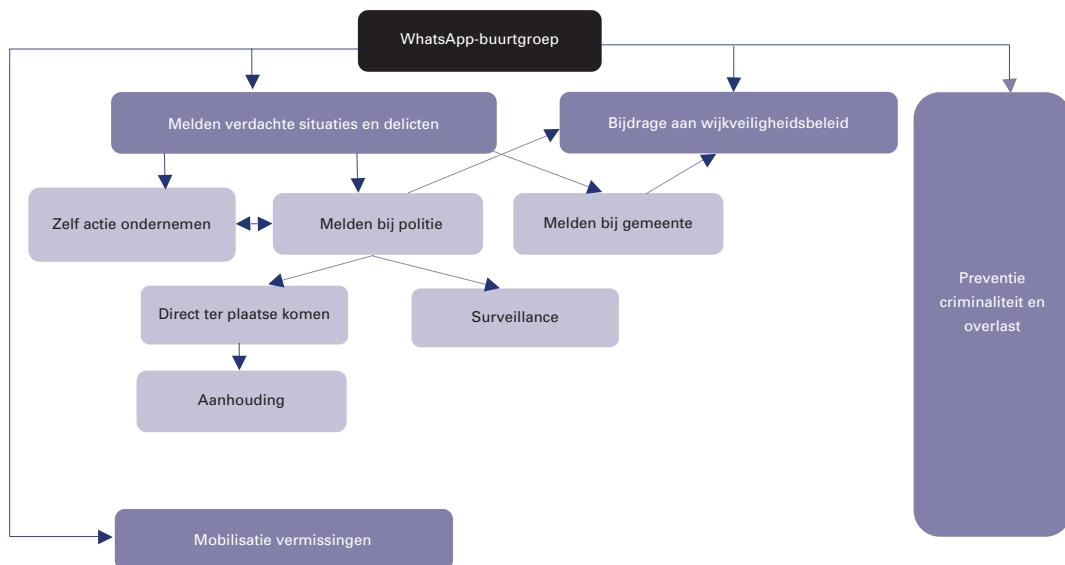 WhatsApp-buurtgroep
Melden verdachte situaties en delicten
Bijdrage aan wijkveiligheidsbeleid
Zelf actie ondernemen
Melden bij politie
Melden bij gemeente
Preventie
criminaliteit en
overlast
Direct ter plaatse komen
Surveillance
Aanhouding
Mobilisatie vermissingen